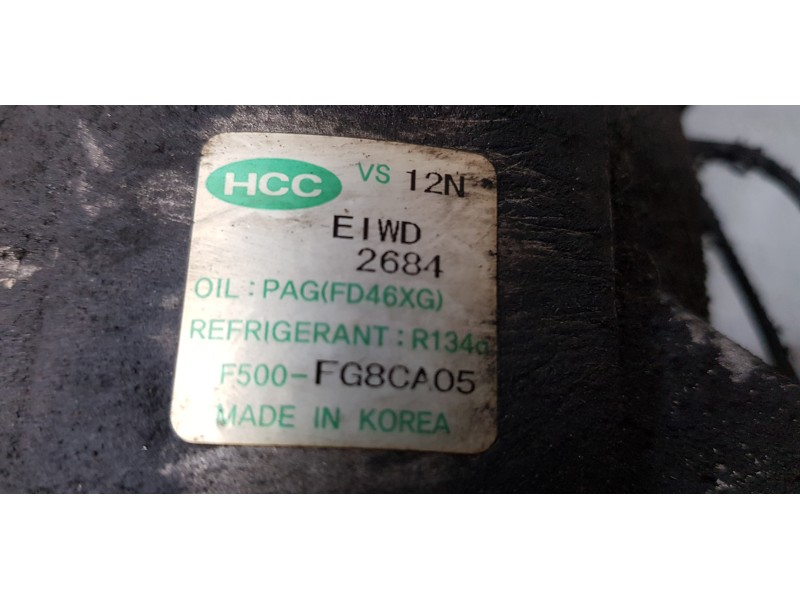 HCC VS 12N
EIWD
2684
OIL : PAG(FD46XG)
REFRIGERANT : R134a
F500-FG8CA05
MADE IN KOREA